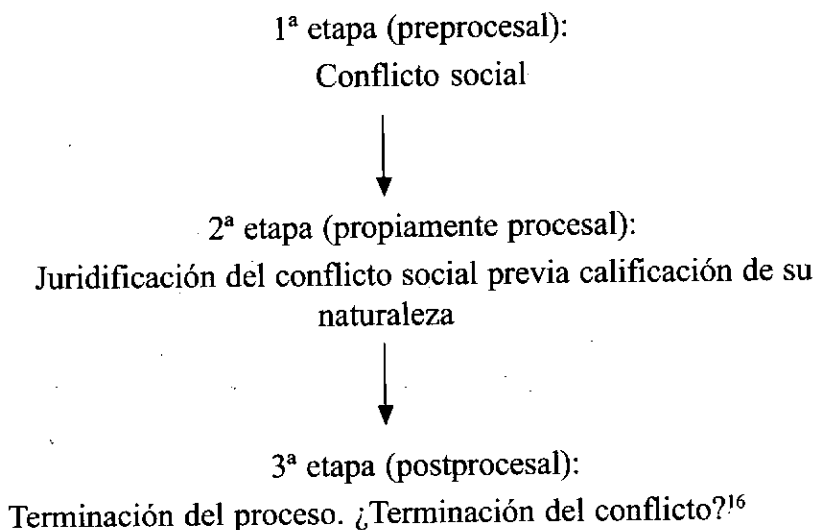 1ª etapa (preprocesal):
Conflicto social
2ª etapa (propiamente procesal):
Juridificación del conflicto social previa calificación de su
naturaleza
3ª etapa (postprocesal):
Terminación del proceso. ¿Terminación del conflicto?¹⁶